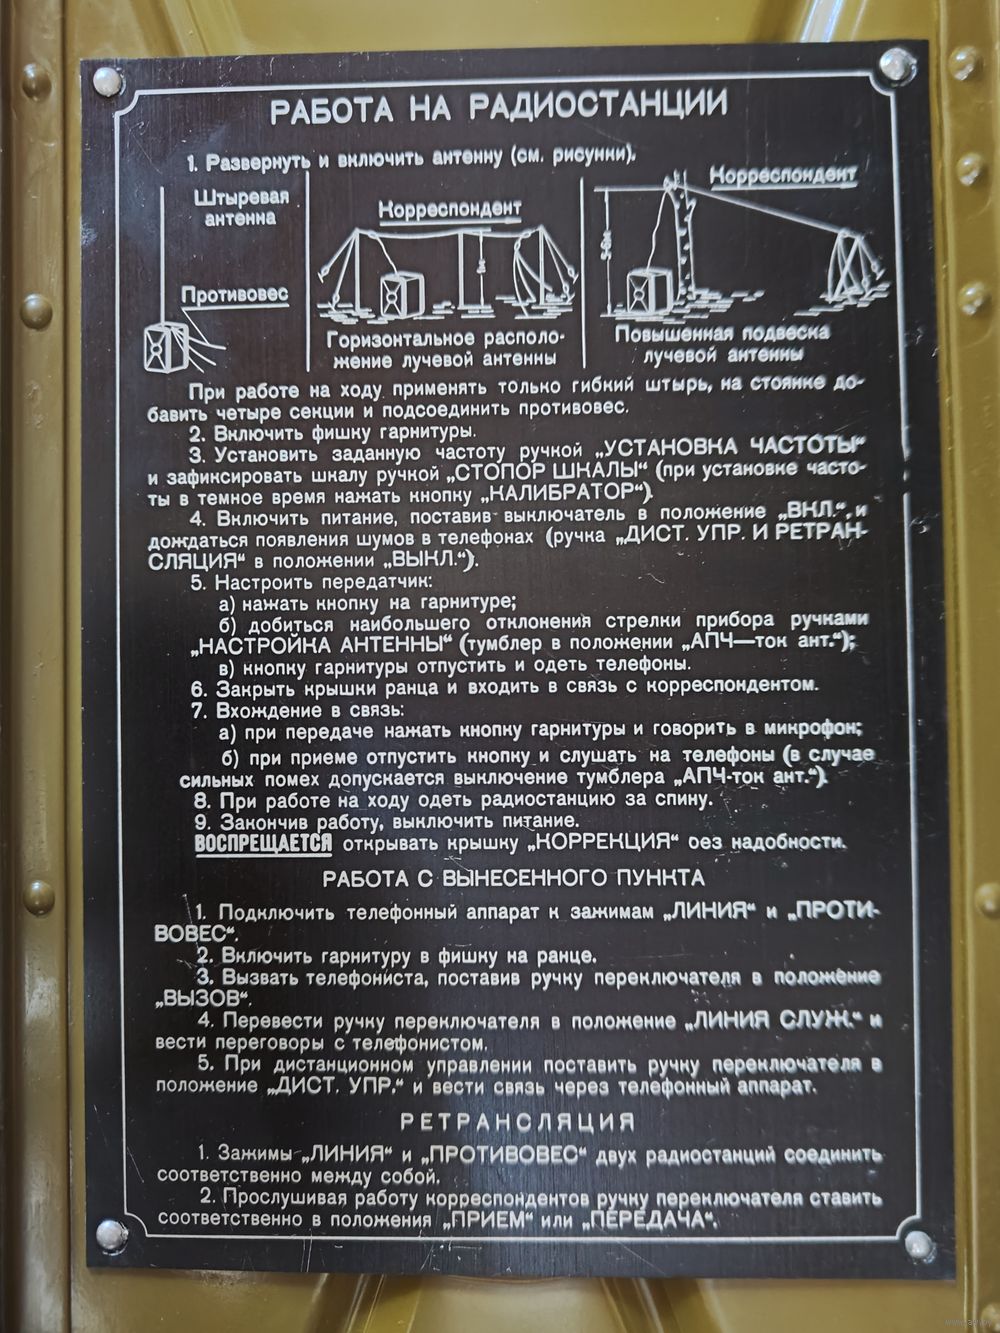 РАБОТА НА РАДИОСТАНЦИИ
1. Развернуть и включить антенну (см. рисунки).
Штыревая
антенна
Противовес
Корреспондент
1м
Горизонтальное располо-
жение лучевой антенны
Корреспондент
Повышенная подвеска
лучевой антенны
При работе на ходу применять только гибкий штырь, на стоянке до-
бавить четыре секции и подсоединить противовес.
2. Включить фишку гарнитуры.
3. Установить заданную частоту ручкой „УСТАНОВКА ЧАСТОТЫ“
и зафиксировать шкалу ручкой „СТОПОР ШКАЛЫ“ (при установке часто-
ты в темное время нажать кнопку „КАЛИБРАТОР“).
4. Включить питание, поставив выключатель в положение „ВКЛ.“, и
дождаться появления шумов в телефонах (ручка „ДИСТ. УПР. И РЕТРАН-
СЛЯЦИЯ“ в положении „ВЫКЛ.“).
5. Настроить передатчик:
а) нажать кнопку на гарнитуре;
б) добиться наибольшего отклонения стрелки прибора ручками
„НАСТРОЙКА АНТЕННЫ“ (тумблер в положении „АПЧ—ток ант.“);
в) кнопку гарнитуры отпустить и одеть телефоны.
6. Закрыть крышки ранца и входить в связь с корреспондентом.
7. Вхождение в связь:
а) при передаче нажать кнопку гарнитуры и говорить в микрофон;
б) при приеме отпустить кнопку и слушать на телефоны (в случае
сильных помех допускается выключение тумблера „АПЧ-ток ант.“).
8. При работе на ходу одеть радиостанцию за спину.
9. Закончив работу, выключить питание.
ВОСПРЕЩАЕТСЯ открывать крышку „КОРРЕКЦИЯ“ без надобности.
РАБОТА С ВЫНЕСЕННОГО ПУНКТА
1. Подключить телефонный аппарат к зажимам „ЛИНИЯ“ и „ПРОТИ-
ВОВЕС“.
2. Включить гарнитуру в фишку на ранце.
3. Вызвать телефониста, поставив ручку переключателя в положение
„ВЫЗОВ“.
4. Перевести ручку переключателя в положение „ЛИНИЯ СЛУЖ.“ и
вести переговоры с телефонистом.
5. При дистанционном управлении поставить ручку переключателя в
положение „ДИСТ. УПР.“ и вести связь через телефонный аппарат.
РЕТРАНСЛЯЦИЯ
1. Зажимы „ЛИНИЯ“ и „ПРОТИВОВЕС“ двух радиостанций соединить
соответственно между собой.
2. Прослушивая работу корреспондентов ручку переключателя ставить
соответственно в положения „ПРИЕМ“ или „ПЕРЕДАЧА“.